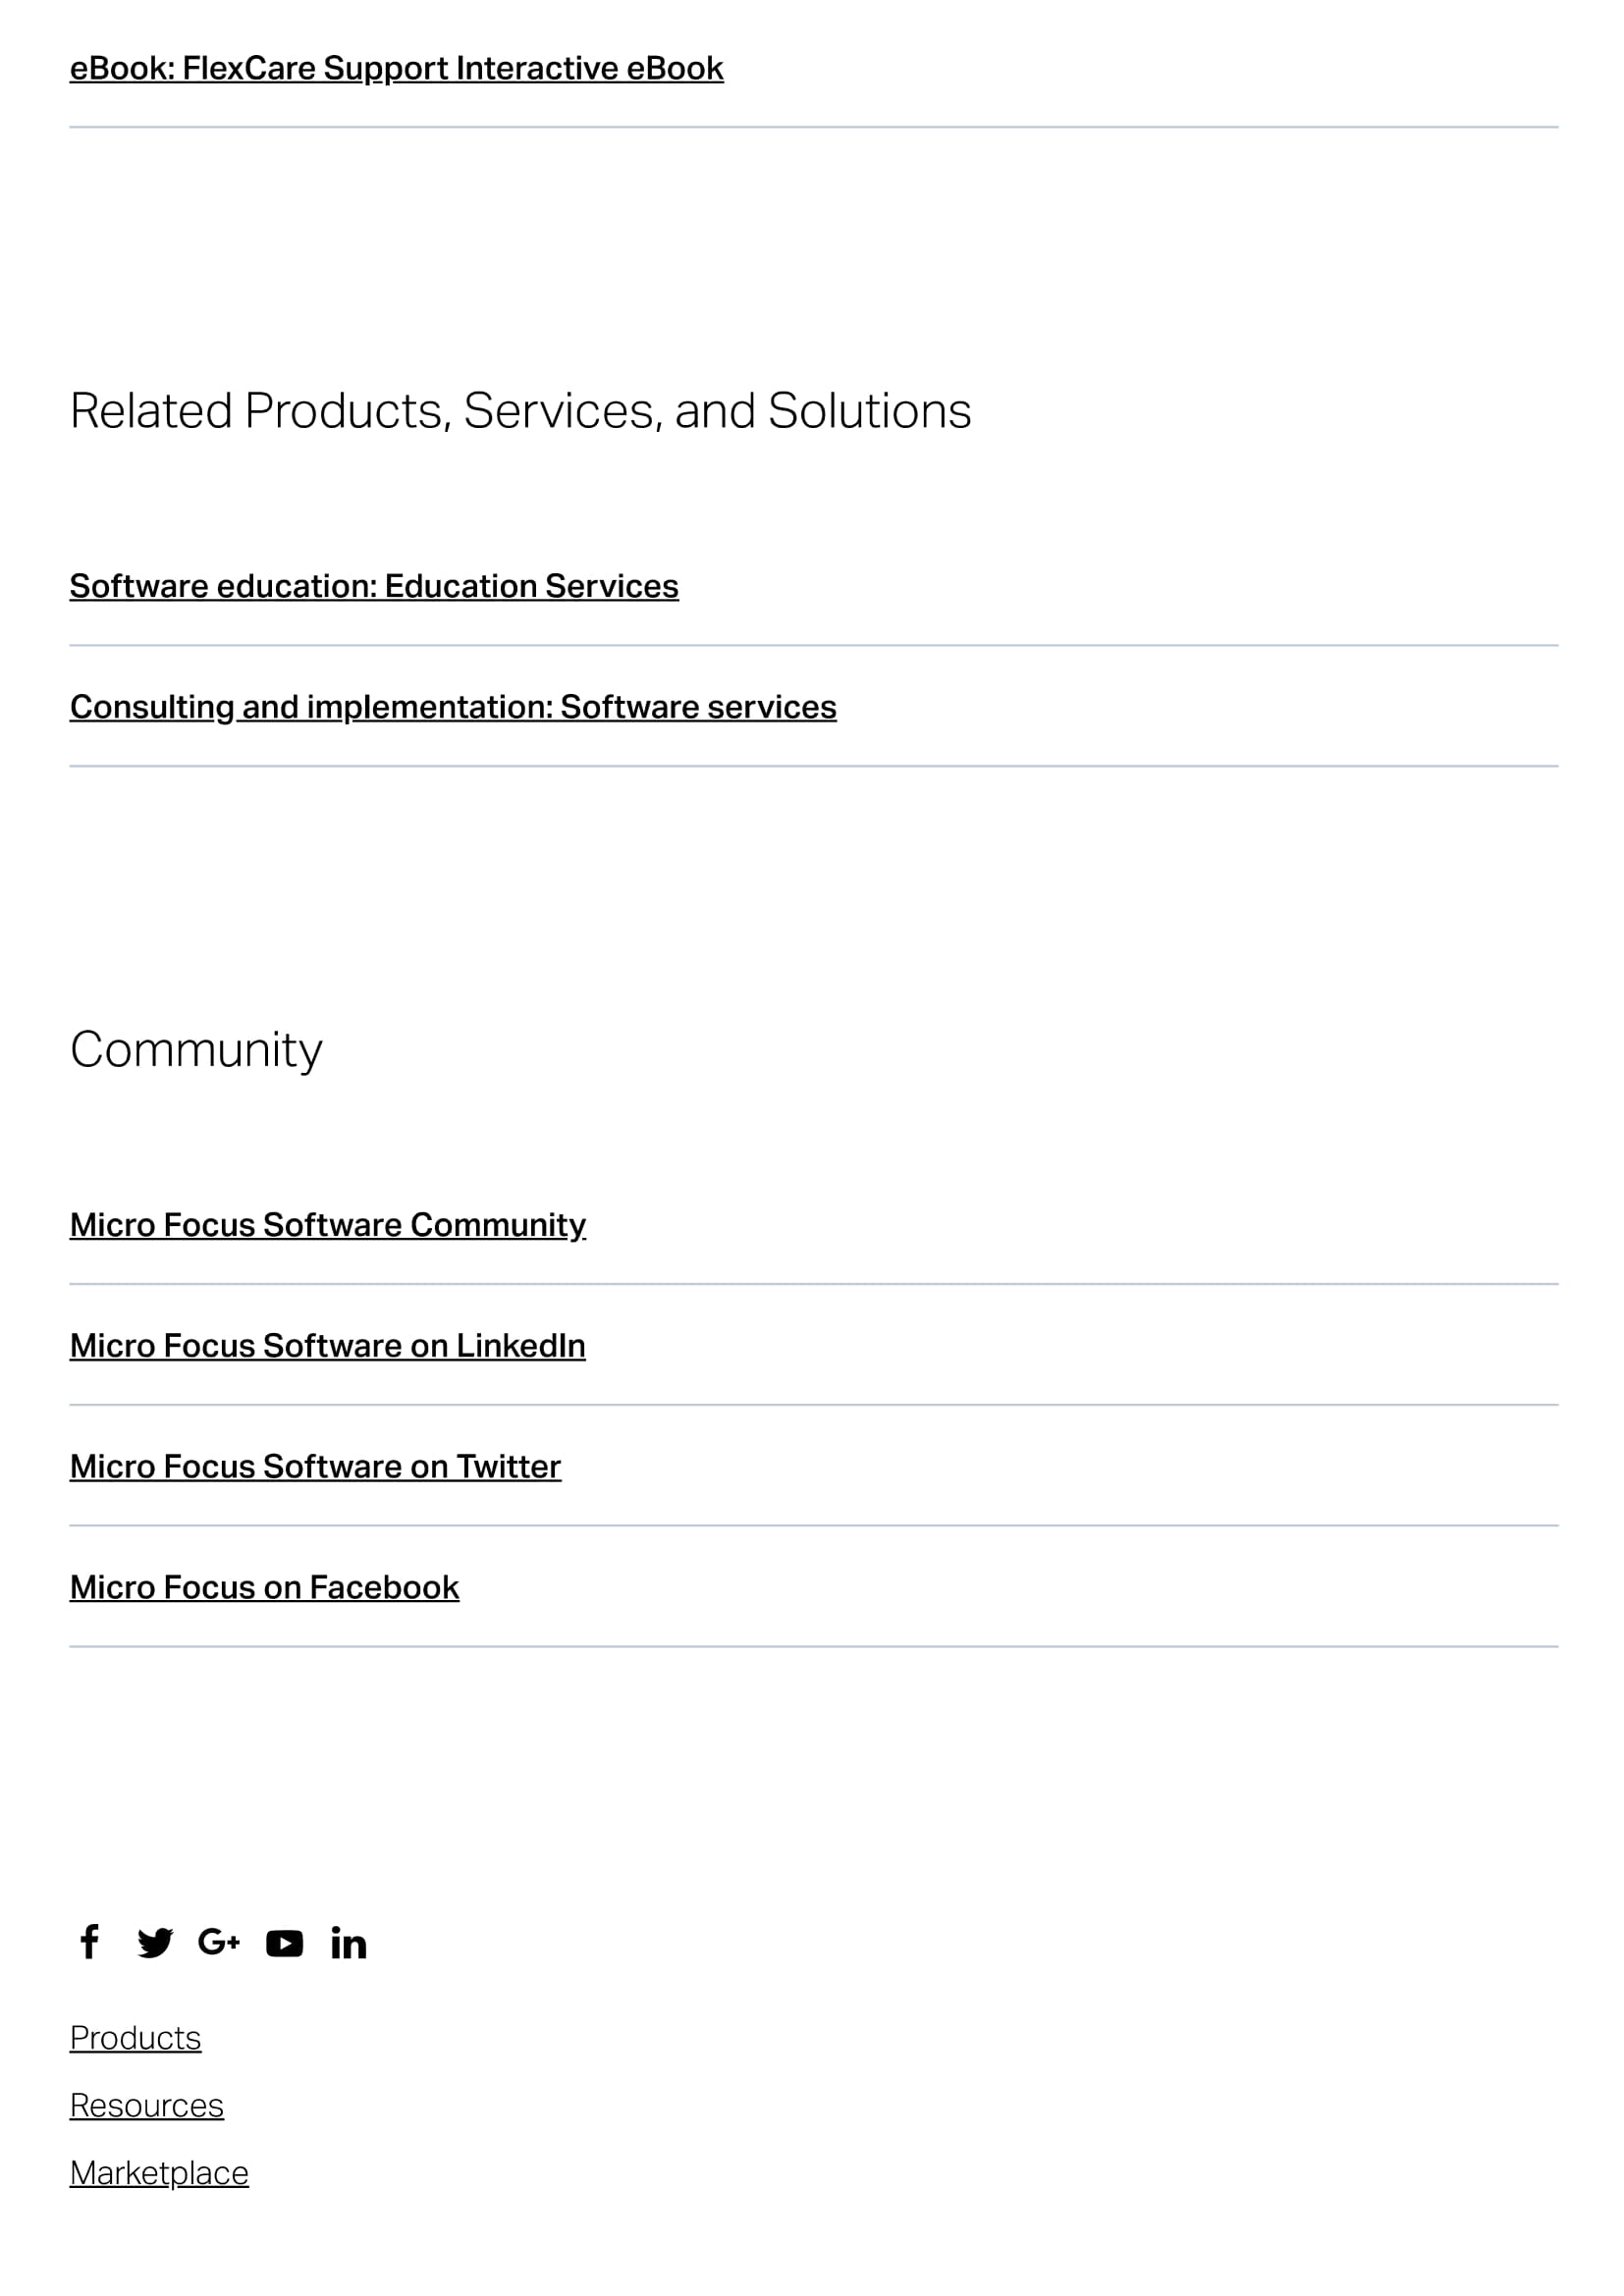 eBook: FlexCare Support Interactive eBook
Related Products, Services, and Solutions
Software education: Education Services
Consulting and implementation: Software services
Community
Micro Focus Software Community
Micro Focus Software on LinkedIn
Micro Focus Software on Twitter
Micro Focus on Facebook
f G+ in
Products
Resources
Marketplace